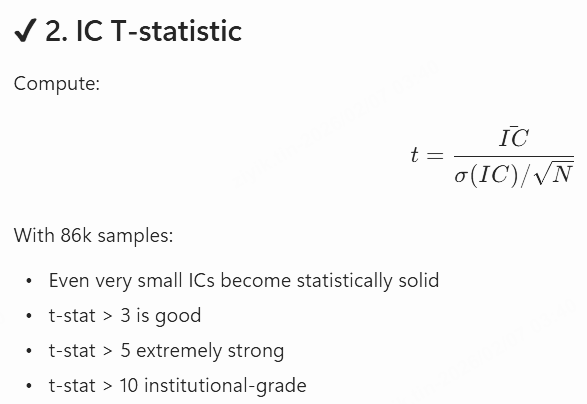 ✔ 2. IC T-statistic
Compute:
t = \frac{\bar{IC}}{\sigma(IC)/\sqrt{N}}
With 86k samples:
• Even very small ICs become statistically solid
• t-stat > 3 is good
• t-stat > 5 extremely strong
• t-stat > 10 institutional-grade